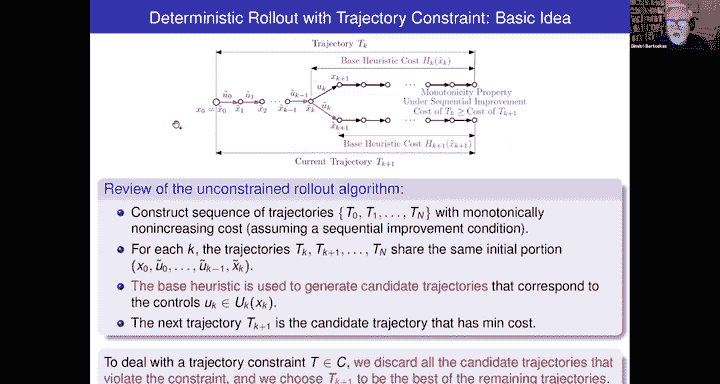 Deterministic Rollout with Trajectory Constraint: Basic Idea
Dimitri Bertsekas
Trajectory T_k
Base Heuristic Cost H_k(x̃_k)
x_{k+1}
ũ_0 ũ_1 ũ_{k-1} u_k
x_0 = x̃_0 x̃_1 x̃_2 ... x̃_{k-1} x̃_k ũ_k ...
Monotonicity Property
Under Sequential Improvement
Cost of T_k ≥ Cost of T_{k+1}
x̃_{k+1} ...
Base Heuristic Cost H_{k+1}(x̃_{k+1})
Current Trajectory T_{k+1}
Review of the unconstrained rollout algorithm:
Construct sequence of trajectories {T_0, T_1, . . . , T_N} with monotonically
nonincreasing cost (assuming a sequential improvement condition).
For each k, the trajectories T_k, T_{k+1}, . . . , T_N share the same initial portion
(x_0, ũ_0, . . . , ũ_{k-1}, x̃_k).
The base heuristic is used to generate candidate trajectories that correspond to
the controls u_k ∈ U_k(x_k).
The next trajectory T_{k+1} is the candidate trajectory that has min cost.
To deal with a trajectory constraint T ∈ C, we discard all the candidate trajectories that
violate the constraint, and we choose T_{k+1} to be the best of the remaining trajectories.